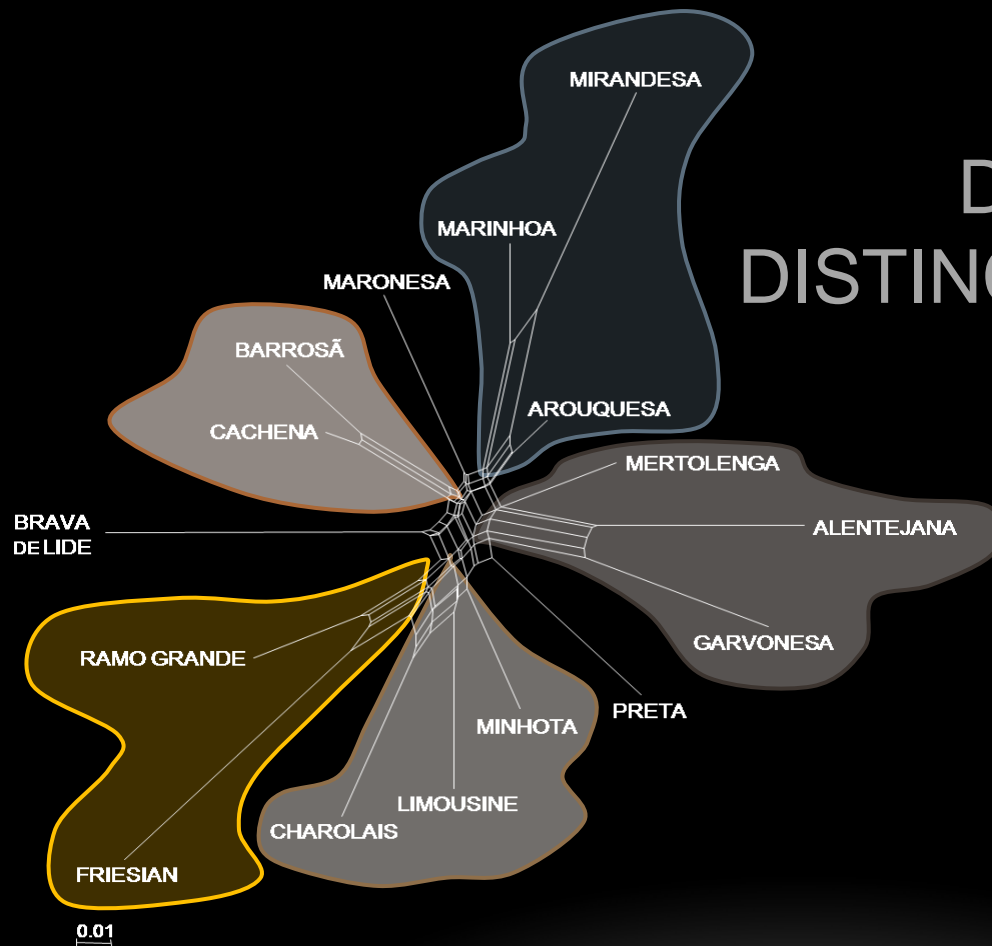 MIRANDESA
D
DISTINC
MARINHOA
MARONESA
BARROSÃ
AROUQUESA
CACHENA
MERTOLENGA
BRAVA
DE LIDE
ALENTEJANA
GARVONESA
RAMO GRANDE
PRETA
MINHOTA
LIMOUSINE
CHAROLAIS
FRIESIAN
0.01